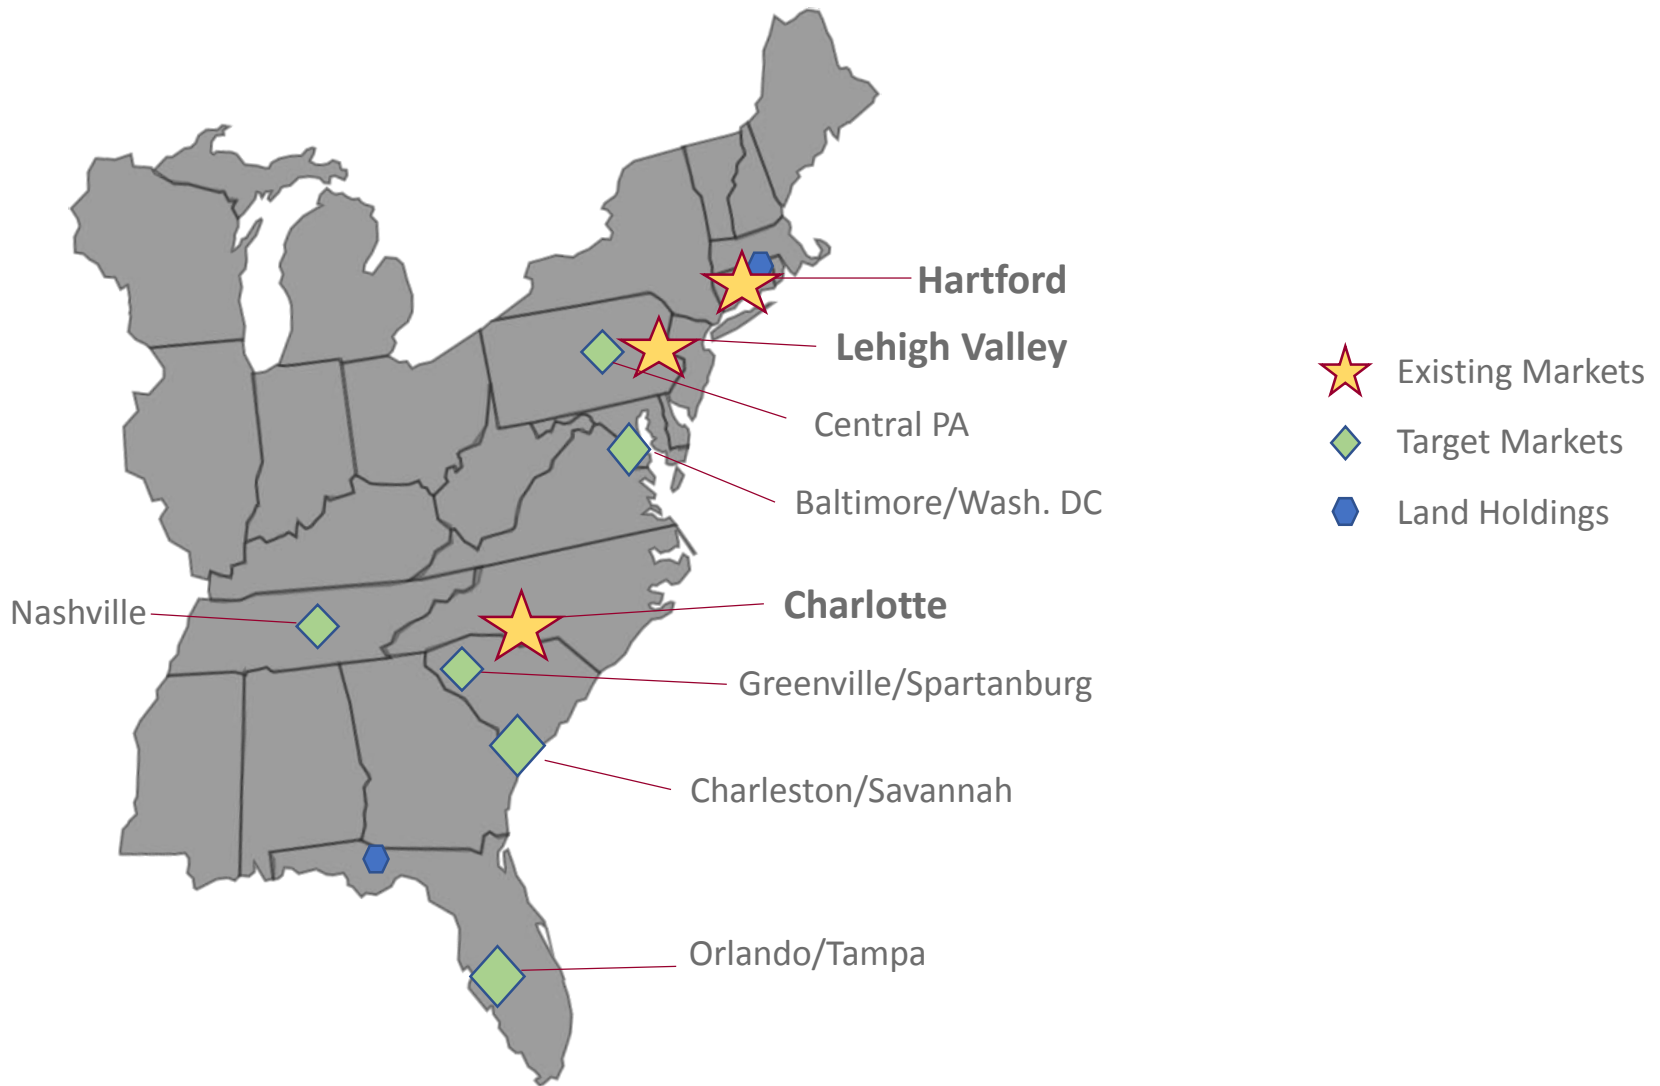 Hartford
Lehigh Valley
Central PA
Baltimore/Wash. DC
Nashville
Charlotte
Greenville/Spartanburg
Charleston/Savannah
Orlando/Tampa
Existing Markets
Target Markets
Land Holdings